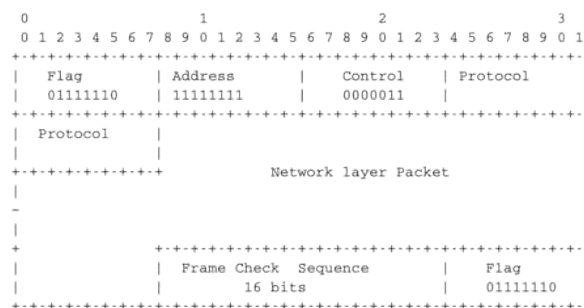 0 1 2 3
0 1 2 3 4 5 6 7 8 9 0 1 2 3 4 5 6 7 8 9 0 1 2 3 4 5 6 7 8 9 0 1
+-+-+-+-+-+-+-+-+-+-+-+-+-+-+-+-+-+-+-+-+-+-+-+-+-+-+-+-+-+-+-+-
| Flag | Address | Control | Protocol
| 01111110 | 11111111 | 0000011 |
+-+-+-+-+-+-+-+-+-+-+-+-+-+-+-+-+-+-+-+-+-+-+-+-+-+-+-+-+-+-+-+-
| Protocol |
| |
+-+-+-+-+-+-+-+-+ Network layer Packet
|
~
|
+ +-+-+-+-+-+-+-+-+-+-+-+-+-+-+-+-+-+-+-+-+-+-+-+-
| | Frame Check Sequence | Flag
| | 16 bits | 01111110
+-+-+-+-+-+-+-+-+-+-+-+-+-+-+-+-+-+-+-+-+-+-+-+-+-+-+-+-+-+-+-+-